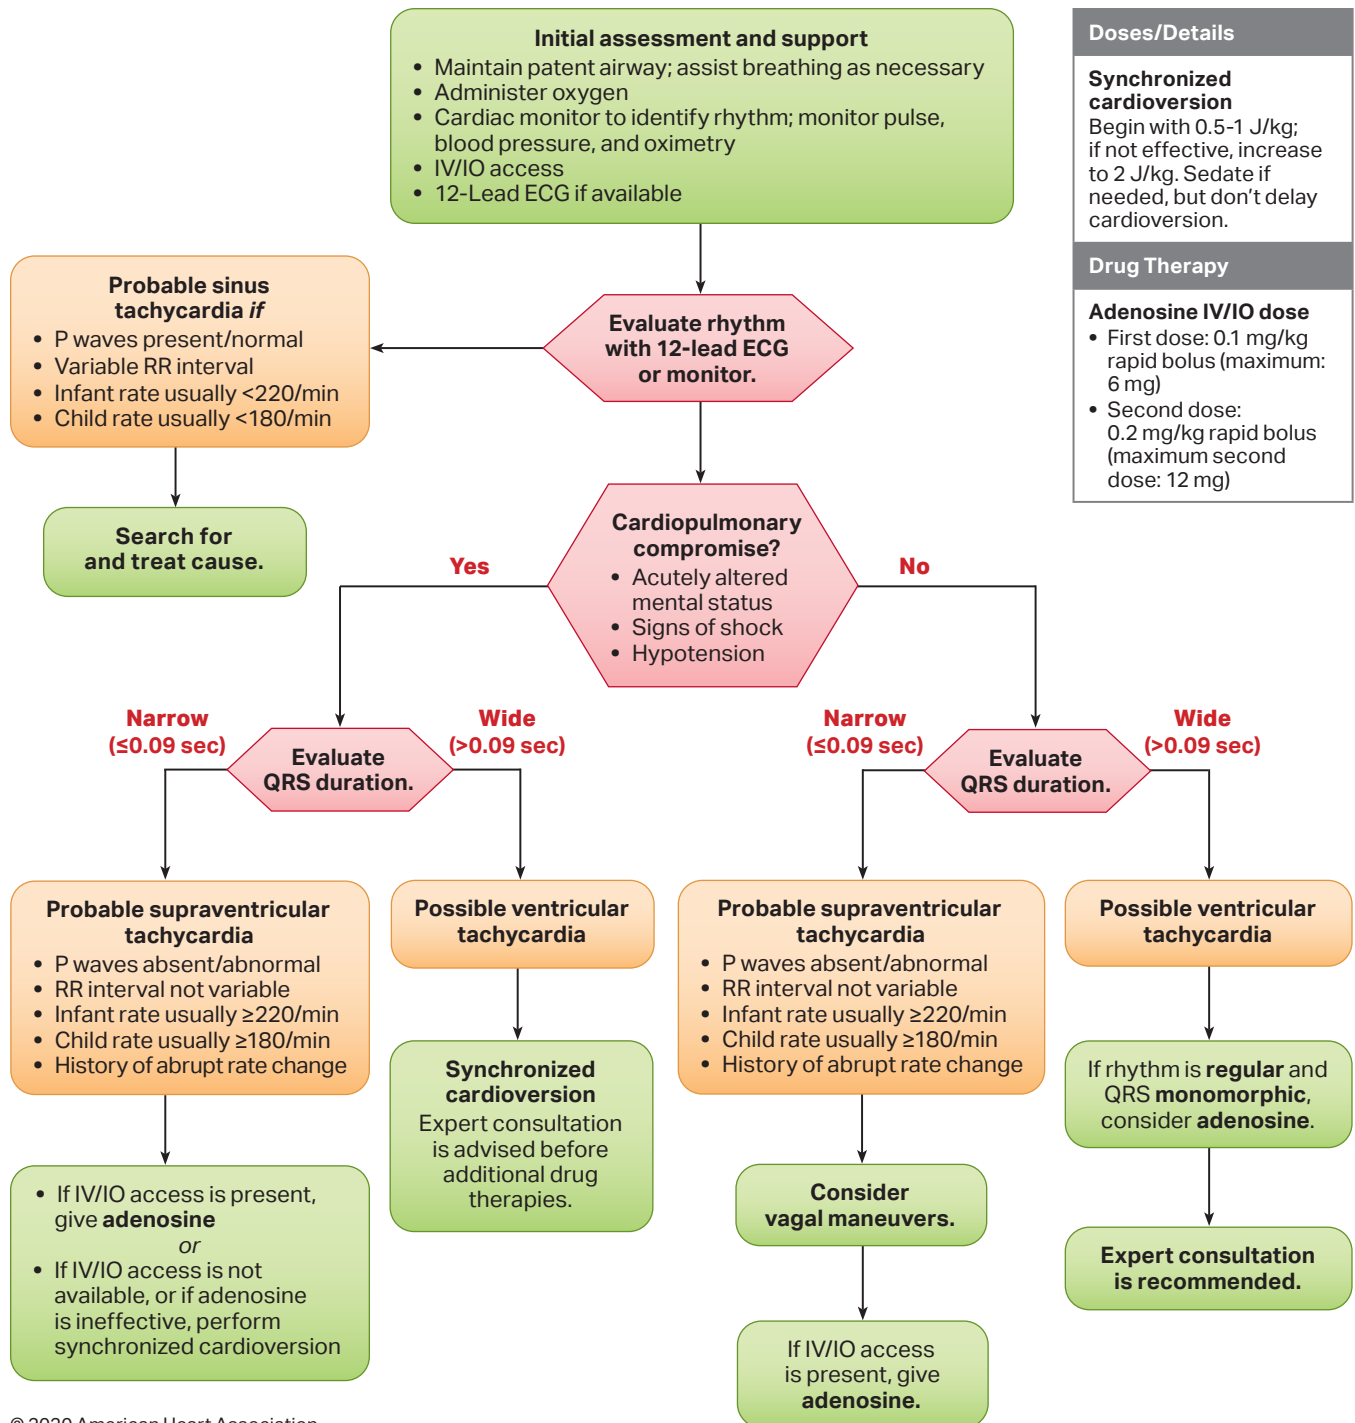 Initial assessment and support
• Maintain patent airway; assist breathing as necessary
• Administer oxygen
• Cardiac monitor to identify rhythm; monitor pulse,
blood pressure, and oximetry
• IV/IO access
• 12-Lead ECG if available
Doses/Details
Synchronized
cardioversion
Begin with 0.5-1 J/kg;
if not effective, increase
to 2 J/kg. Sedate if
needed, but don't delay
cardioversion.
Drug Therapy
Adenosine IV/IO dose
• First dose: 0.1 mg/kg
rapid bolus (maximum:
6 mg)
• Second dose:
0.2 mg/kg rapid bolus
(maximum second
dose: 12 mg)
Probable sinus
tachycardia if
• P waves present/normal
• Variable RR interval
• Infant rate usually <220/min
• Child rate usually <180/min
Evaluate rhythm
with 12-lead ECG
or monitor.
Search for
and treat cause.
Cardiopulmonary
compromise?
• Acutely altered
mental status
• Signs of shock
• Hypotension
Yes
No
Narrow
(≤0.09 sec)
Evaluate
QRS duration.
Wide
(>0.09 sec)
Narrow
(≤0.09 sec)
Evaluate
QRS duration.
Wide
(>0.09 sec)
Probable supraventricular
tachycardia
• P waves absent/abnormal
• RR interval not variable
• Infant rate usually ≥220/min
• Child rate usually ≥180/min
• History of abrupt rate change
Possible ventricular
tachycardia
Probable supraventricular
tachycardia
• P waves absent/abnormal
• RR interval not variable
• Infant rate usually ≥220/min
• Child rate usually ≥180/min
• History of abrupt rate change
Possible ventricular
tachycardia
• If IV/IO access is present,
give adenosine
or
• If IV/IO access is not
available, or if adenosine
is ineffective, perform
synchronized cardioversion
Synchronized
cardioversion
Expert consultation
is advised before
additional drug
therapies.
Consider
vagal maneuvers.
If IV/IO access
is present, give
adenosine.
If rhythm is regular and
QRS monomorphic,
consider adenosine.
Expert consultation
is recommended.
© 2020 American Heart Association